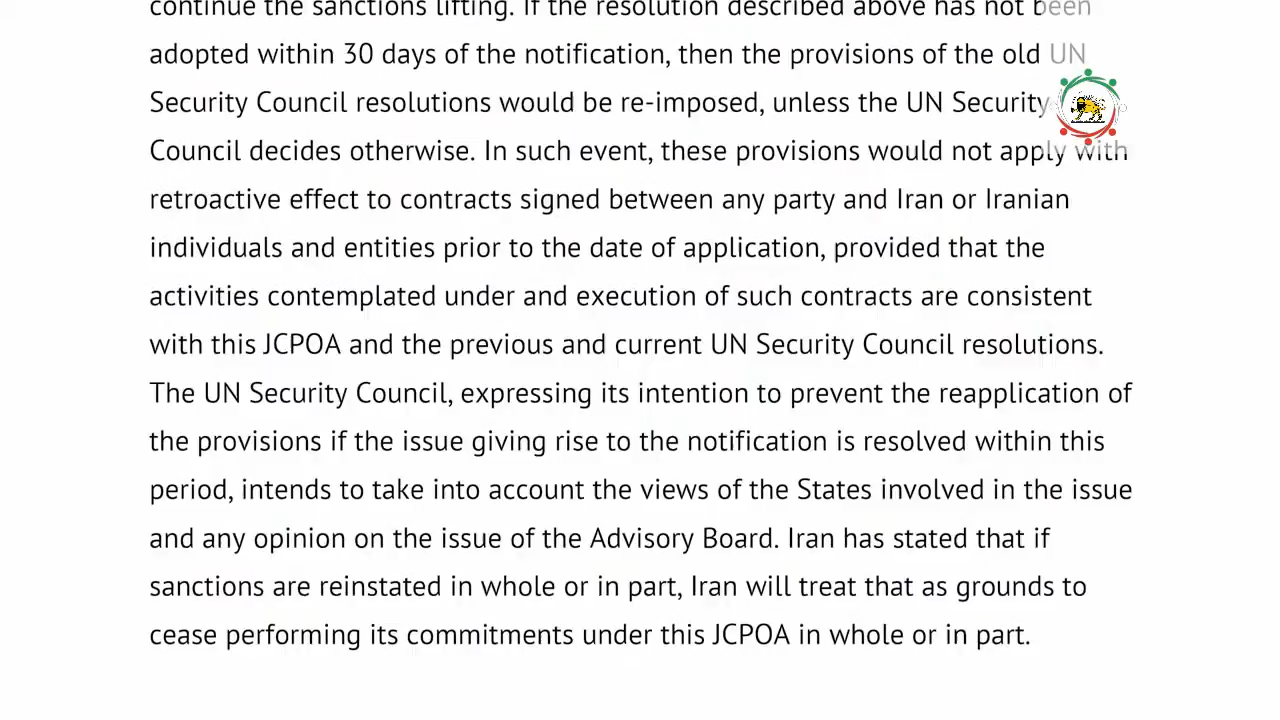 continue the sanctions lifting. If the resolution described above has not been
adopted within 30 days of the notification, then the provisions of the old UN
Security Council resolutions would be re-imposed, unless the UN Security
Council decides otherwise. In such event, these provisions would not apply with
retroactive effect to contracts signed between any party and Iran or Iranian
individuals and entities prior to the date of application, provided that the
activities contemplated under and execution of such contracts are consistent
with this JCPOA and the previous and current UN Security Council resolutions.
The UN Security Council, expressing its intention to prevent the reapplication of
the provisions if the issue giving rise to the notification is resolved within this
period, intends to take into account the views of the States involved in the issue
and any opinion on the issue of the Advisory Board. Iran has stated that if
sanctions are reinstated in whole or in part, Iran will treat that as grounds to
cease performing its commitments under this JCPOA in whole or in part.